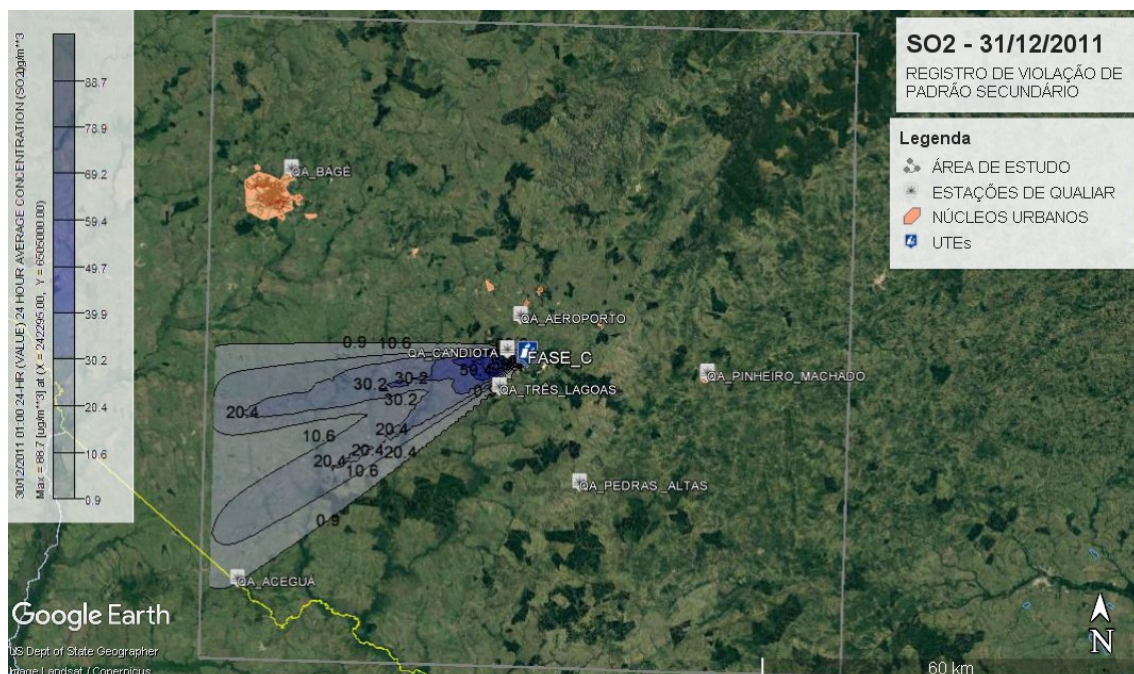 SO2 - 31/12/2011
REGISTRO DE VIOLAÇÃO DE
PADRÃO SECUNDÁRIO
Legenda
ÁREA DE ESTUDO
ESTAÇÕES DE QUALIAR
NÚCLEOS URBANOS
UTEs
30/12/2011 01:00 24-HR (VALUE) 24 HOUR AVERAGE CONCENTRATION (SO2)g/m**3
Max = 88.7 [ug/m**3] at (X = 242295.00, Y = 6505000.00)
88.7
78.9
69.2
59.4
49.7
39.9
30.2
20.4
10.6
0.9
QA_BAGÉ
QA_AEROPORTO
0.9 10.6
QA_CANDIOTA
FASE_C
59.4
30.2
30.2
30.2
QA_TRÊS_LAGOAS
QA_PINHEIRO_MACHADO
20.4
10.6
20.4
20.4
20.4
20.4
10.6
QA_PEDRAS_ALTAS
0.9
QA_ACEGUÁ
Google Earth
US Dept of State Geographer
Image Landsat / Copernicus
60 km
N